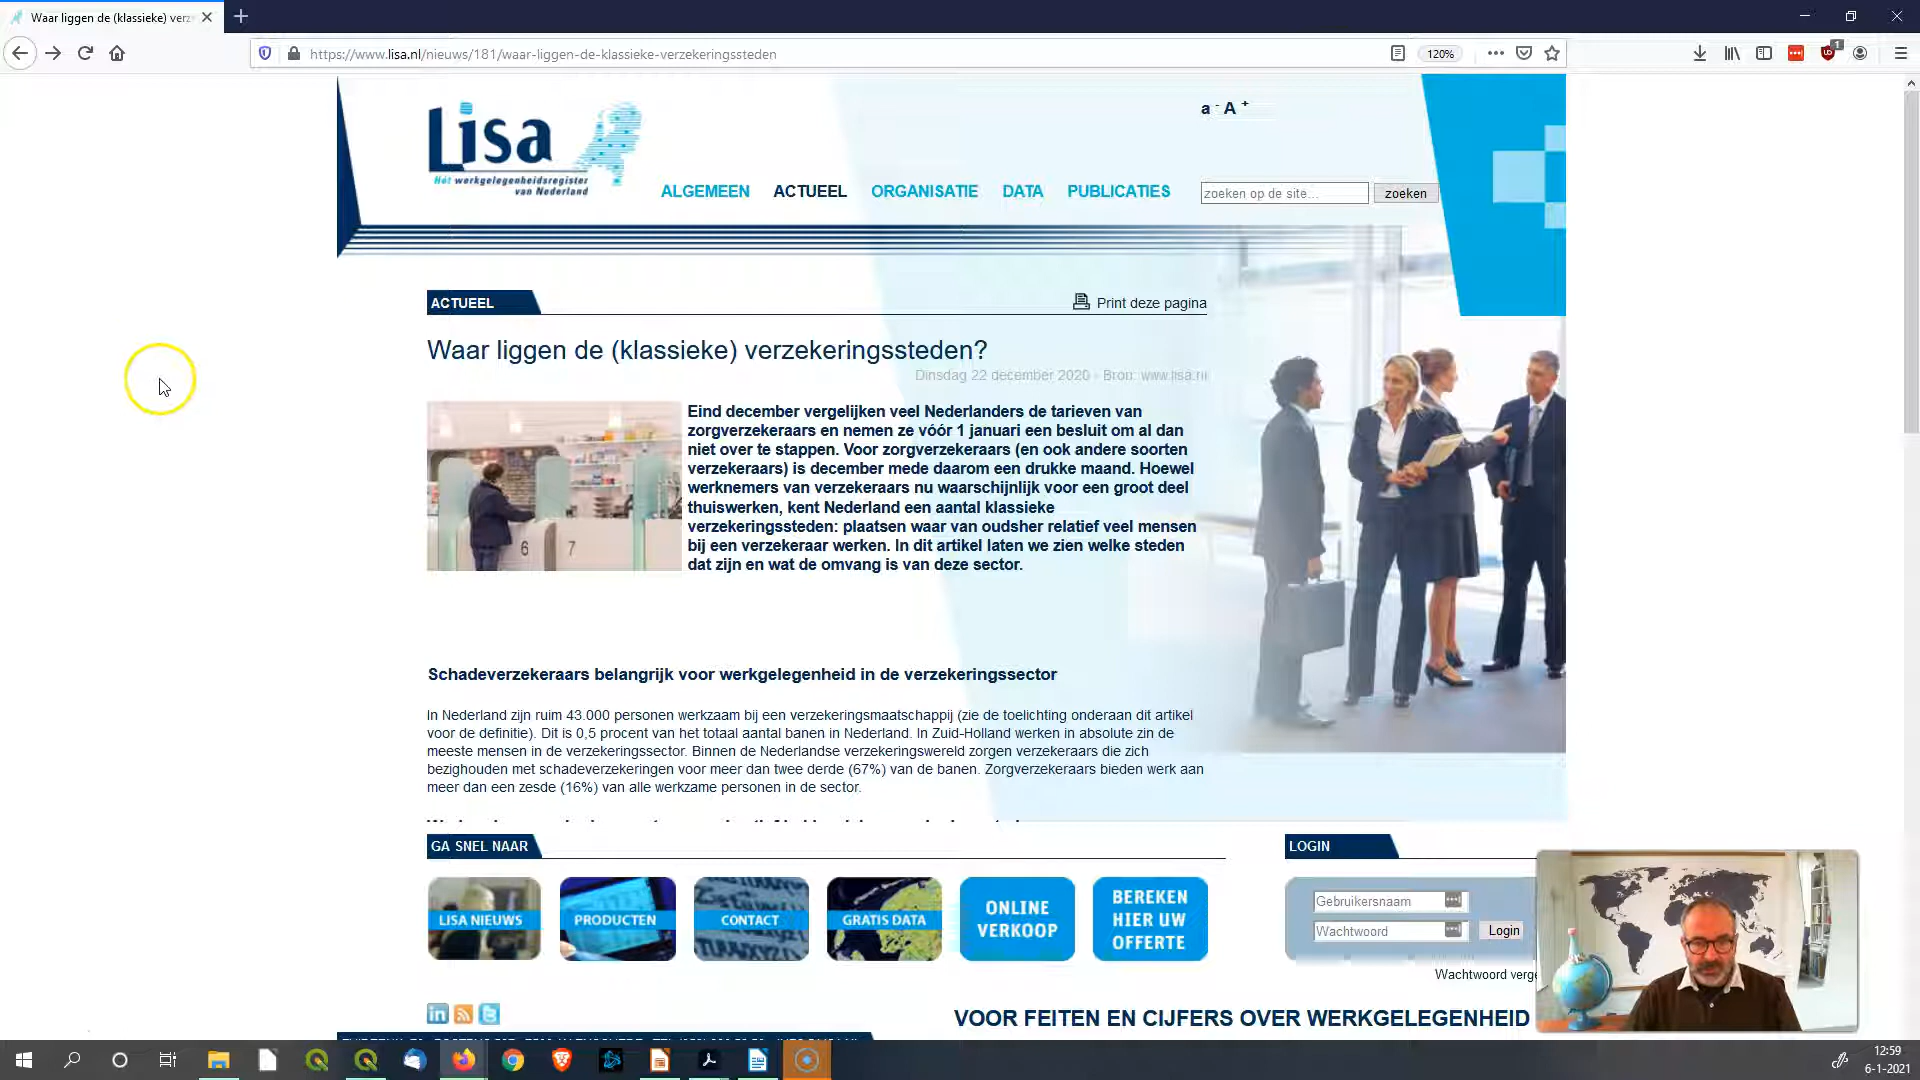 Waar liggen de (klassieke) verz
https://www.lisa.nl/nieuws/181/waar-liggen-de-klassieke-verzekeringssteden
120%
1
Lisa
Hét werkgelegenheidsregister
van Nederland
a - A +
ALGEMEEN ACTUEEL ORGANISATIE DATA PUBLICATIES
zoeken op de site...
zoeken
ACTUEEL
Print deze pagina
Waar liggen de (klassieke) verzekeringssteden?
Dinsdag 22 december 2020 - Bron: www.lisa.nl
Eind december vergelijken veel Nederlanders de tarieven van
zorgverzekeraars en nemen ze vóór 1 januari een besluit om al dan
niet over te stappen. Voor zorgverzekeraars (en ook andere soorten
verzekeraars) is december mede daarom een drukke maand. Hoewel
werknemers van verzekeraars nu waarschijnlijk voor een groot deel
thuiswerken, kent Nederland een aantal klassieke
verzekeringssteden: plaatsen waar van oudsher relatief veel mensen
bij een verzekeraar werken. In dit artikel laten we zien welke steden
dat zijn en wat de omvang is van deze sector.
6 7
Schadeverzekeraars belangrijk voor werkgelegenheid in de verzekeringssector
In Nederland zijn ruim 43.000 personen werkzaam bij een verzekeringsmaatschappij (zie de toelichting onderaan dit artikel
voor de definitie). Dit is 0,5 procent van het totaal aantal banen in Nederland. In Zuid-Holland werken in absolute zin de
meeste mensen in de verzekeringssector. Binnen de Nederlandse verzekeringswereld zorgen verzekeraars die zich
bezighouden met schadeverzekeringen voor meer dan twee derde (67%) van de banen. Zorgverzekeraars bieden werk aan
meer dan een zesde (16%) van alle werkzame personen in de sector.
GA SNEL NAAR
LOGIN
LISA NIEUWS
PRODUCTEN
CONTACT
GRATIS DATA
ONLINE
VERKOOP
BEREKEN
HIER UW
OFFERTE
Gebruikersnaam
Wachtwoord
Login
Wachtwoord verge
in
VOOR FEITEN EN CIJFERS OVER WERKGELEGENHEID
12:59
6-1-2021